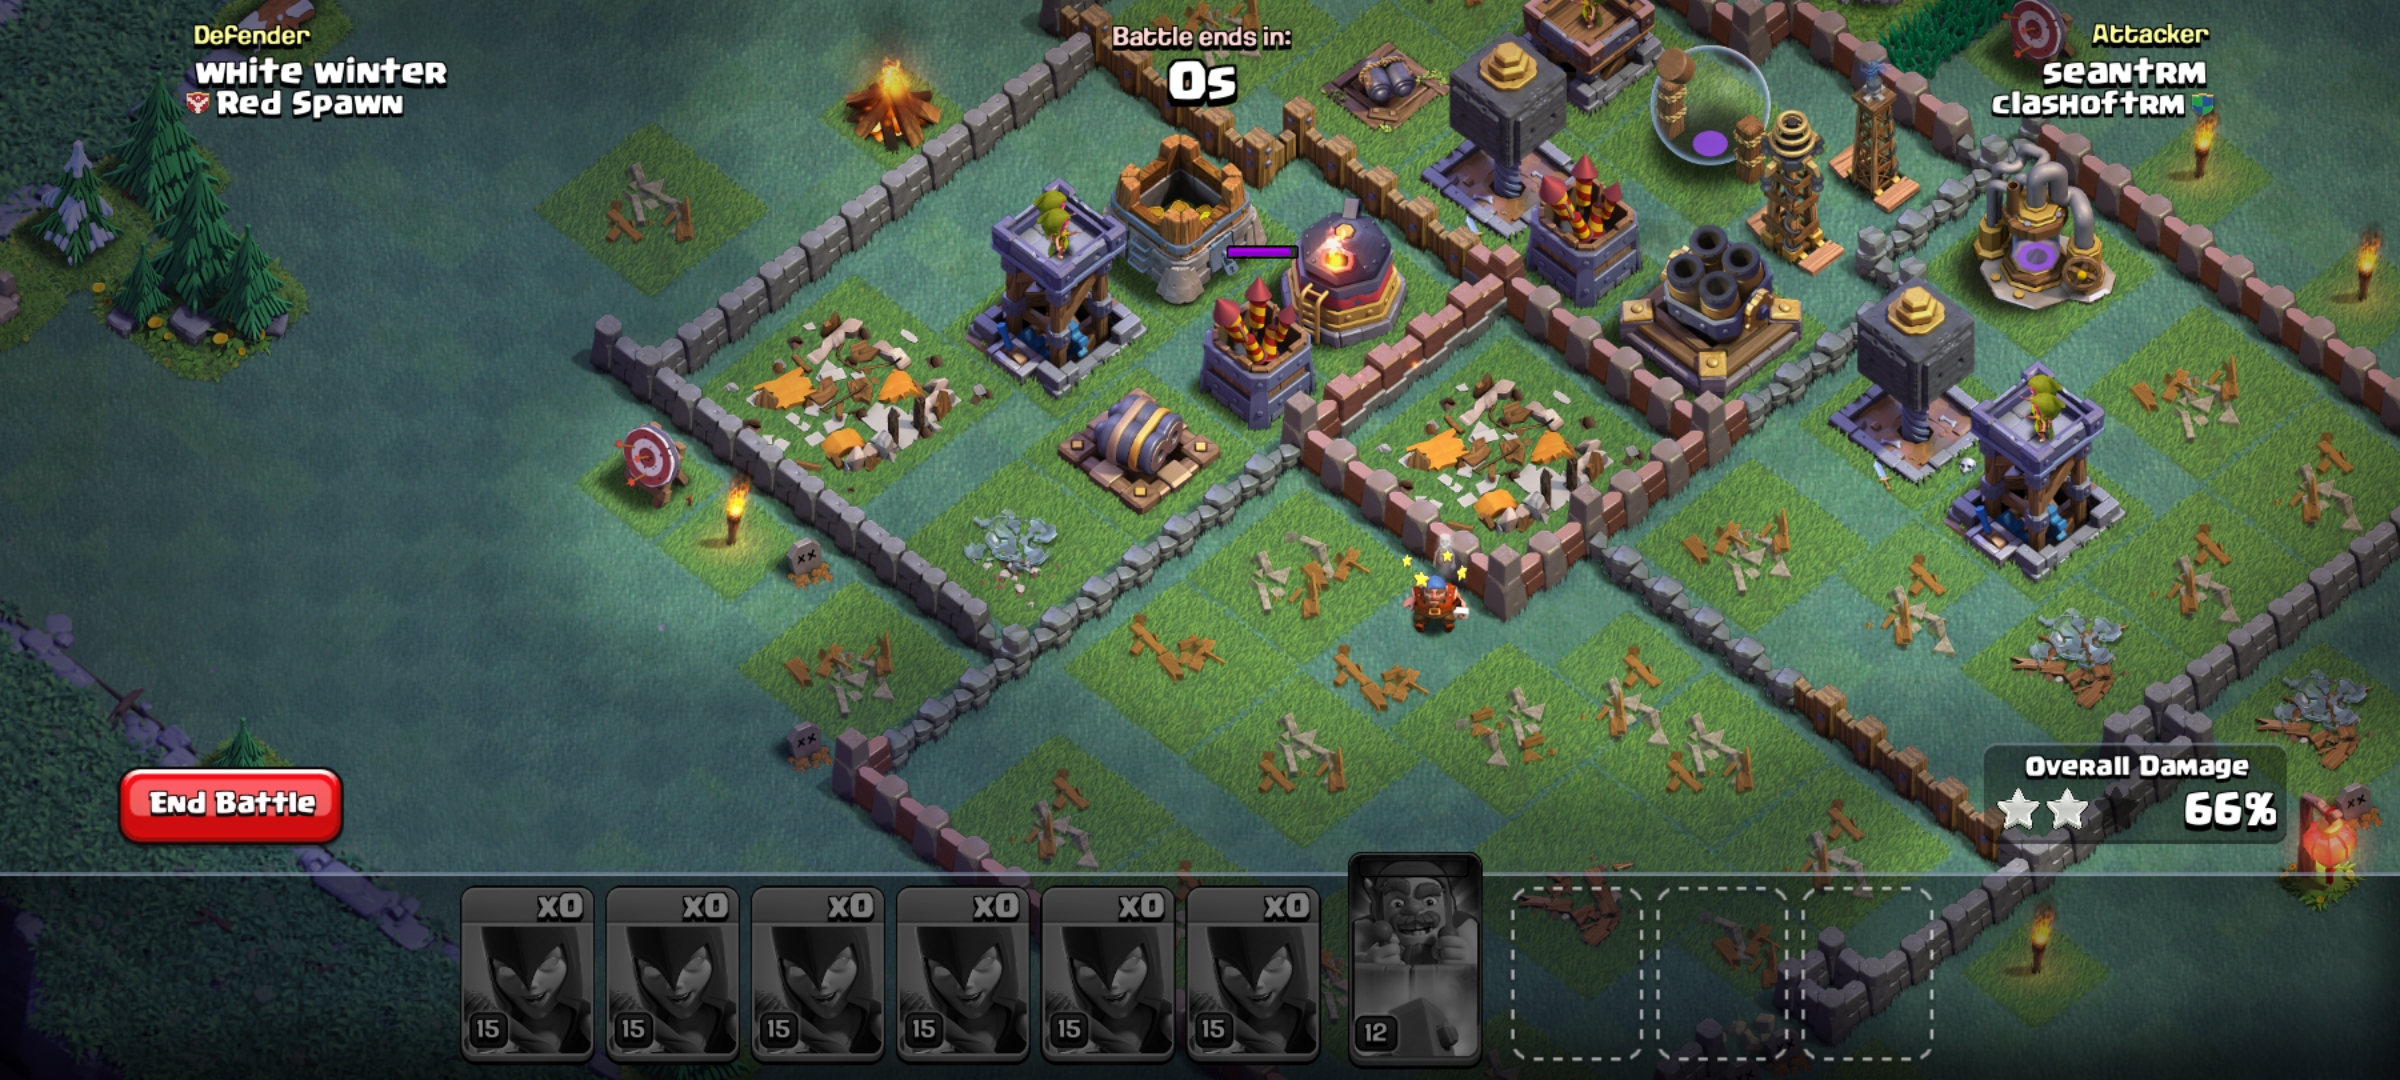 Defender
white winter
Red Spawn
Battle ends in:
0s
Attacker
seantrm
clashoftrm
End Battle
Overall Damage
66%
x0
x0
x0
x0
x0
x0
15
15
15
15
15
15
12